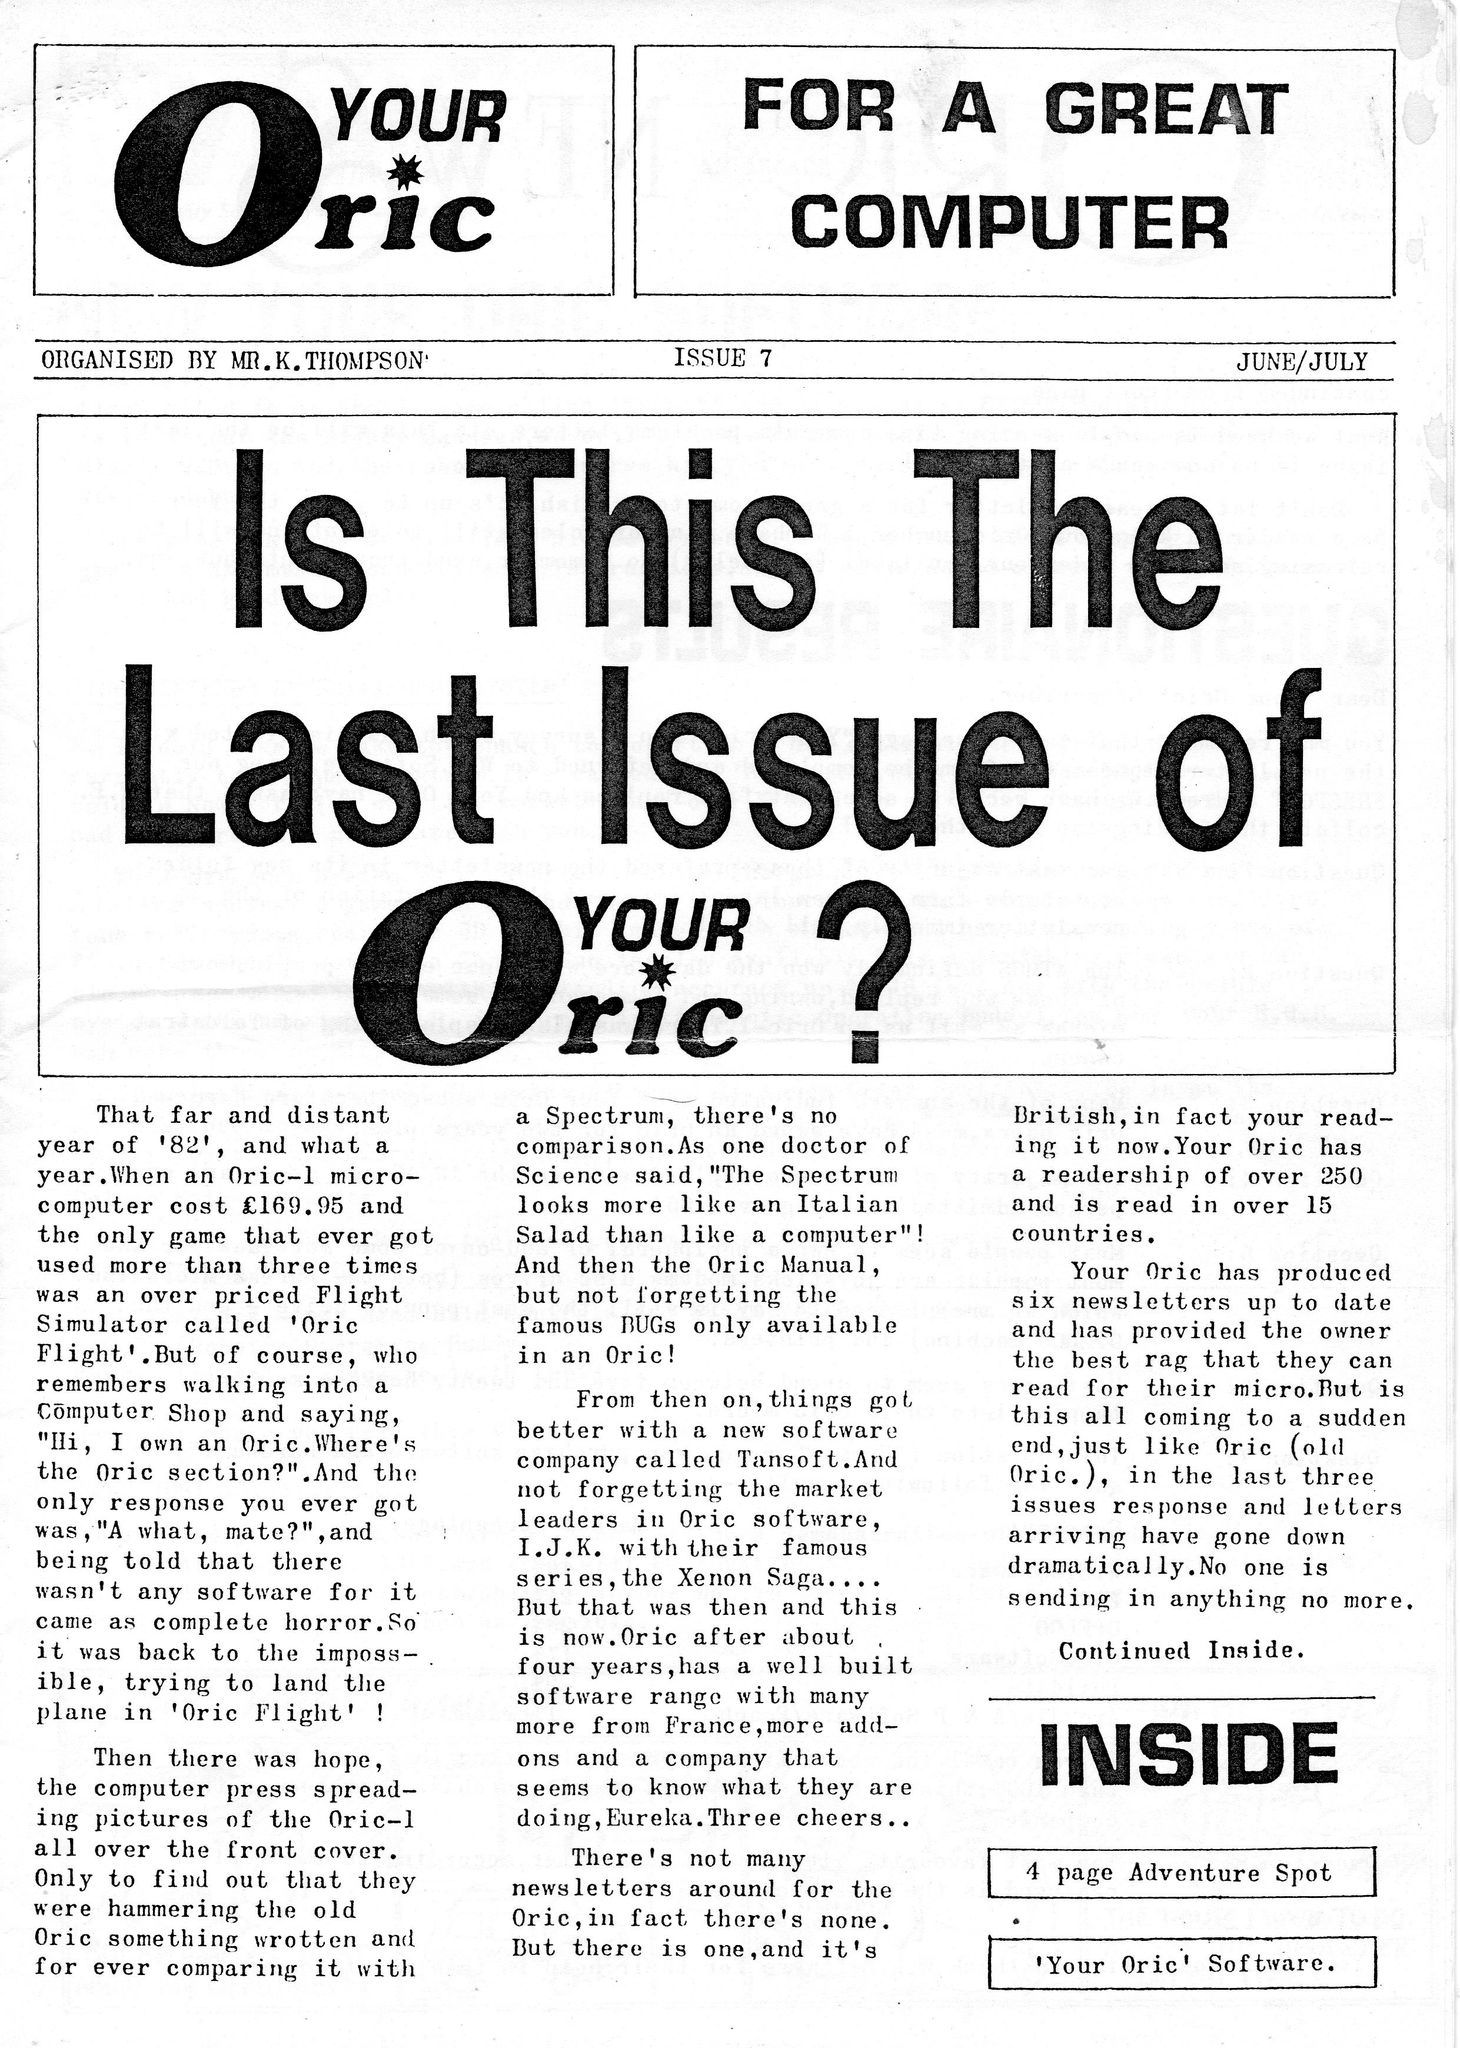 YOUR
Oric
FOR A GREAT
COMPUTER
ORGANISED BY MR.K.THOMPSON
ISSUE 7
JUNE/JULY
Is This The
Last Issue of
YOUR
Oric ?
That far and distant
year of '82', and what a
year.When an Oric-1 micro-
computer cost £169.95 and
the only game that ever got
used more than three times
was an over priced Flight
Simulator called 'Oric
Flight'.But of course, who
remembers walking into a
Computer Shop and saying,
"Hi, I own an Oric.Where's
the Oric section?".And the
only response you ever got
was,"A what, mate?",and
being told that there
wasn't any software for it
came as complete horror.So
it was back to the imposs-
ible, trying to land the
plane in 'Oric Flight' !
Then there was hope,
the computer press spread-
ing pictures of the Oric-1
all over the front cover.
Only to find out that they
were hammering the old
Oric something wrotten and
for ever comparing it with
a Spectrum, there's no
comparison.As one doctor of
Science said,"The Spectrum
looks more like an Italian
Salad than like a computer"!
And then the Oric Manual,
but not forgetting the
famous BUGs only available
in an Oric!
From then on,things got
better with a new software
company called Tansoft.And
not forgetting the market
leaders in Oric software,
I.J.K. with their famous
series,the Xenon Saga....
But that was then and this
is now.Oric after about
four years,has a well built
software range with many
more from France,more add-
ons and a company that
seems to know what they are
doing,Eureka.Three cheers..
There's not many
newsletters around for the
Oric,in fact there's none.
But there is one,and it's
British,in fact your read-
ing it now.Your Oric has
a readership of over 250
and is read in over 15
countries.
Your Oric has produced
six newsletters up to date
and has provided the owner
the best rag that they can
read for their micro.But is
this all coming to a sudden
end,just like Oric (old
Oric.), in the last three
issues response and letters
arriving have gone down
dramatically.No one is
sending in anything no more.
Continued Inside.
INSIDE
4 page Adventure Spot
'Your Oric' Software.